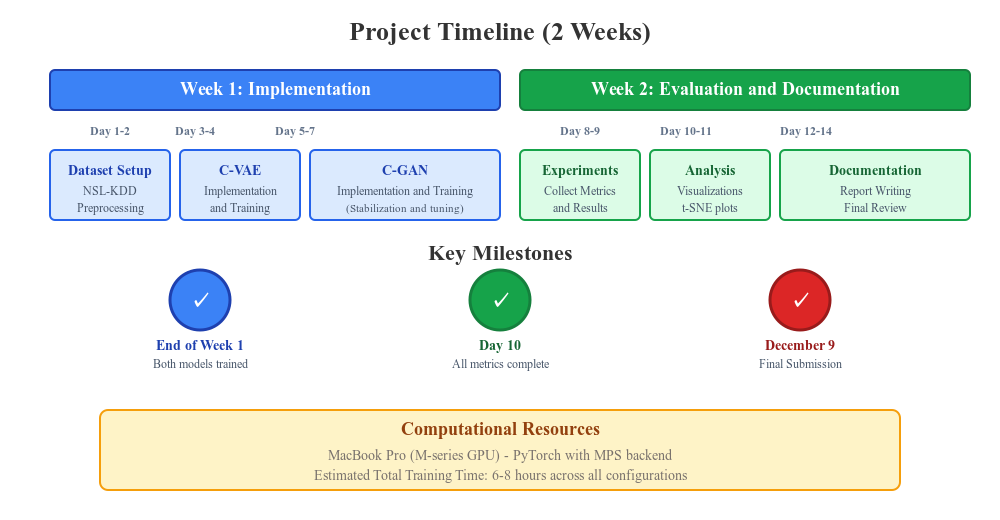 Project Timeline (2 Weeks)
Week 1: Implementation
Week 2: Evaluation and Documentation
Day 1-2
Day 3-4
Day 5-7
Day 8-9
Day 10-11
Day 12-14
Dataset Setup
NSL-KDD
Preprocessing
C-VAE
Implementation
and Training
C-GAN
Implementation and Training
(Stabilization and tuning)
Experiments
Collect Metrics
and Results
Analysis
Visualizations
t-SNE plots
Documentation
Report Writing
Final Review
Key Milestones
✓
End of Week 1
Both models trained
✓
Day 10
All metrics complete
✓
December 9
Final Submission
Computational Resources
MacBook Pro (M-series GPU) - PyTorch with MPS backend
Estimated Total Training Time: 6-8 hours across all configurations